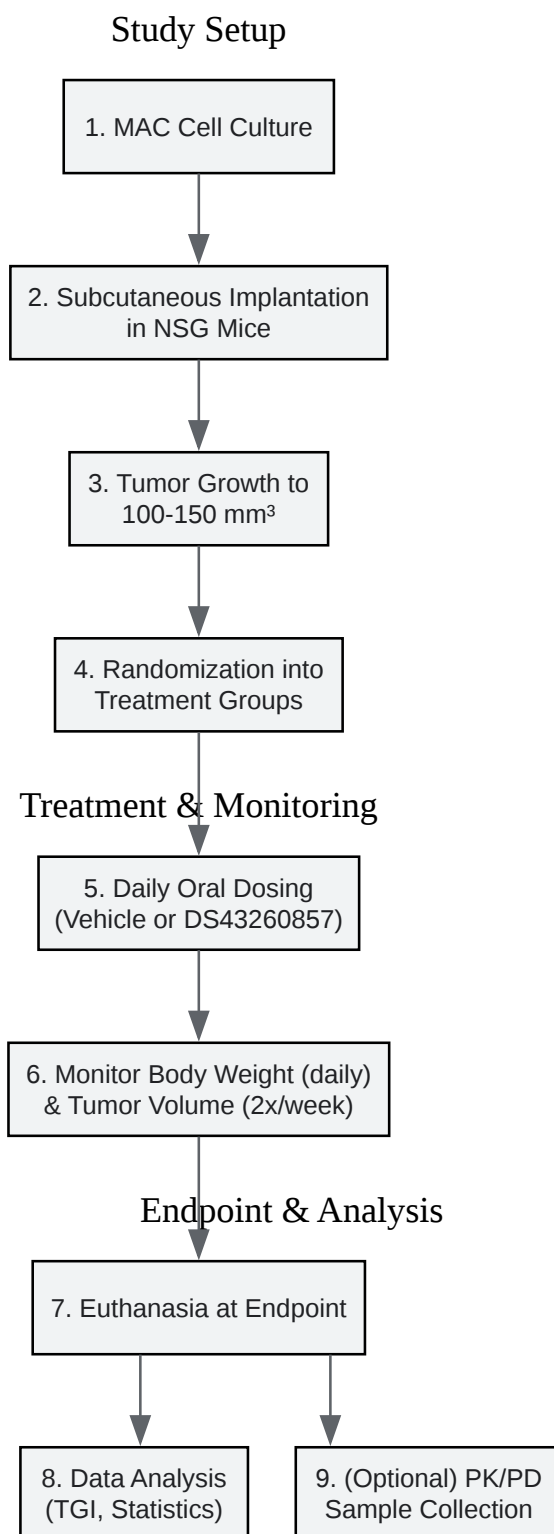 Study Setup
1. MAC Cell Culture
2. Subcutaneous Implantation
in NSG Mice
3. Tumor Growth to
100-150 mm³
4. Randomization into
Treatment Groups
Treatment & Monitoring
5. Daily Oral Dosing
(Vehicle or DS43260857)
6. Monitor Body Weight (daily)
& Tumor Volume (2x/week)
Endpoint & Analysis
7. Euthanasia at Endpoint
8. Data Analysis
(TGI, Statistics)
9. (Optional) PK/PD
Sample Collection